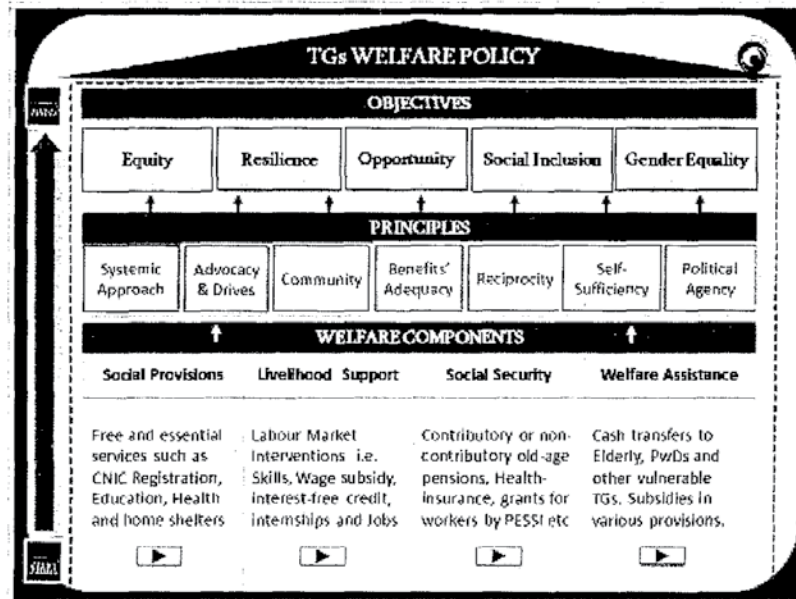 TGs WELFARE POLICY
OBJECTIVES
Equity
Resilience
Opportunity
Social Inclusion
Gender Equality
PRINCIPLES
Systemic
Approach
Advocacy
& Drives
Community
Benefits'
Adequacy
Reciprocity
Self-
Sufficiency
Political
Agency
WELFARE COMPONENTS
Social Provisions
Livelihood Support
Social Security
Welfare Assistance
Free and essential
services such as
CNIC Registration,
Education, Health
and home shelters
Labour Market
Interventions i.e.
Skills, Wage subsidy,
interest-free credit,
internships and Jobs
Contributory or non-
contributory old-age
pensions, Health-
insurance, grants for
workers by PESSI etc
Cash transfers to
Elderly, PwDs and
other vulnerable
TGs. Subsidies in
various provisions.